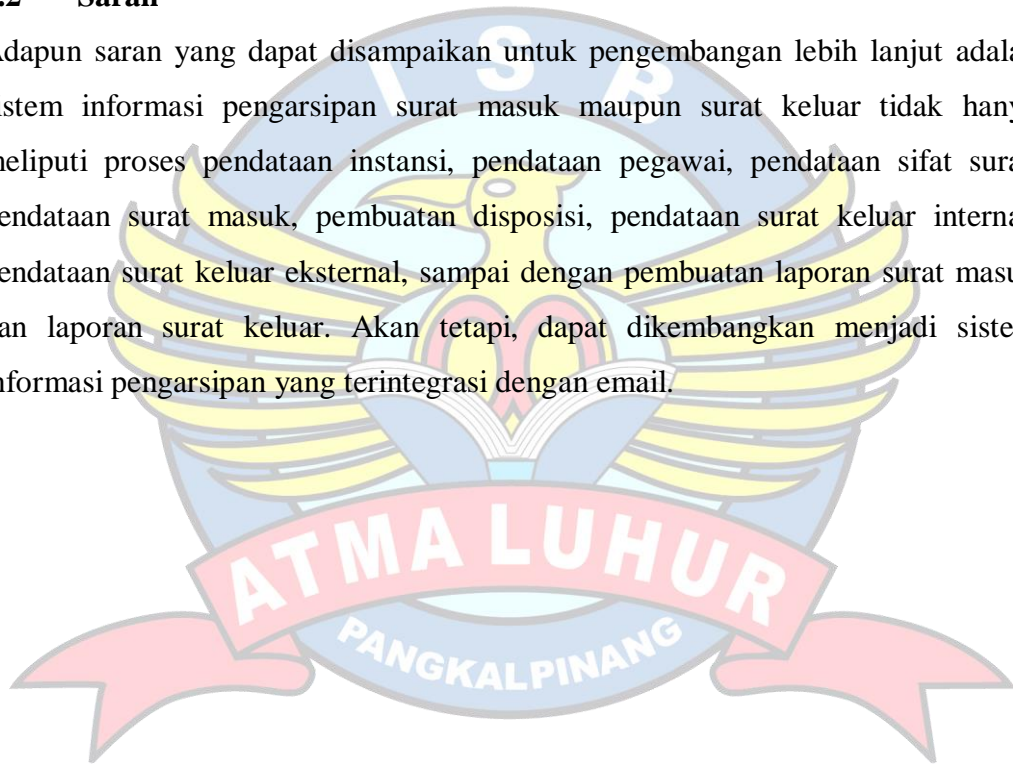 .2 Saran
Adapun saran yang dapat disampaikan untuk pengembangan lebih lanjut adala
istem informasi pengarsipan surat masuk maupun surat keluar tidak hany
meliputi proses pendataan instansi, pendataan pegawai, pendataan sifat sura
endataan surat masuk, pembuatan disposisi, pendataan surat keluar interna
endataan surat keluar eksternal, sampai dengan pembuatan laporan surat masu
an laporan surat keluar. Akan tetapi, dapat dikembangkan menjadi siste
nformasi pengarsipan yang terintegrasi dengan email.
I S B
ATMA LUHUR
PANGKALPINANG